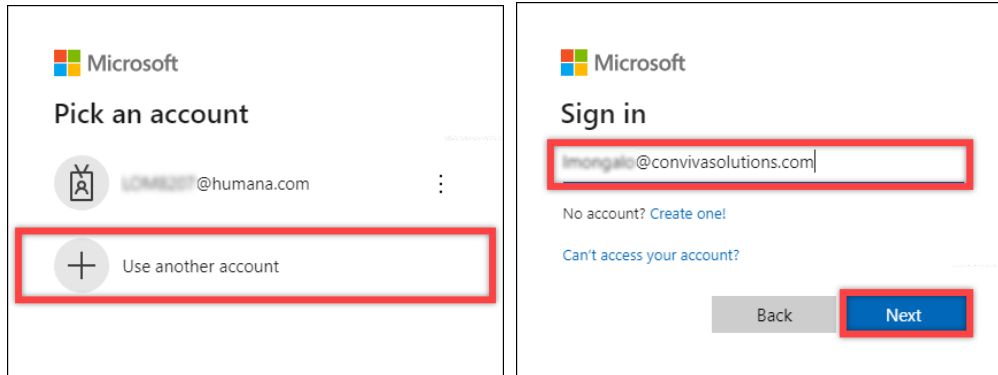 Microsoft
Pick an account
@humana.com
Use another account
Microsoft
Sign in
@convivasolutions.com
No account? Create one!
Can't access your account?
Back
Next